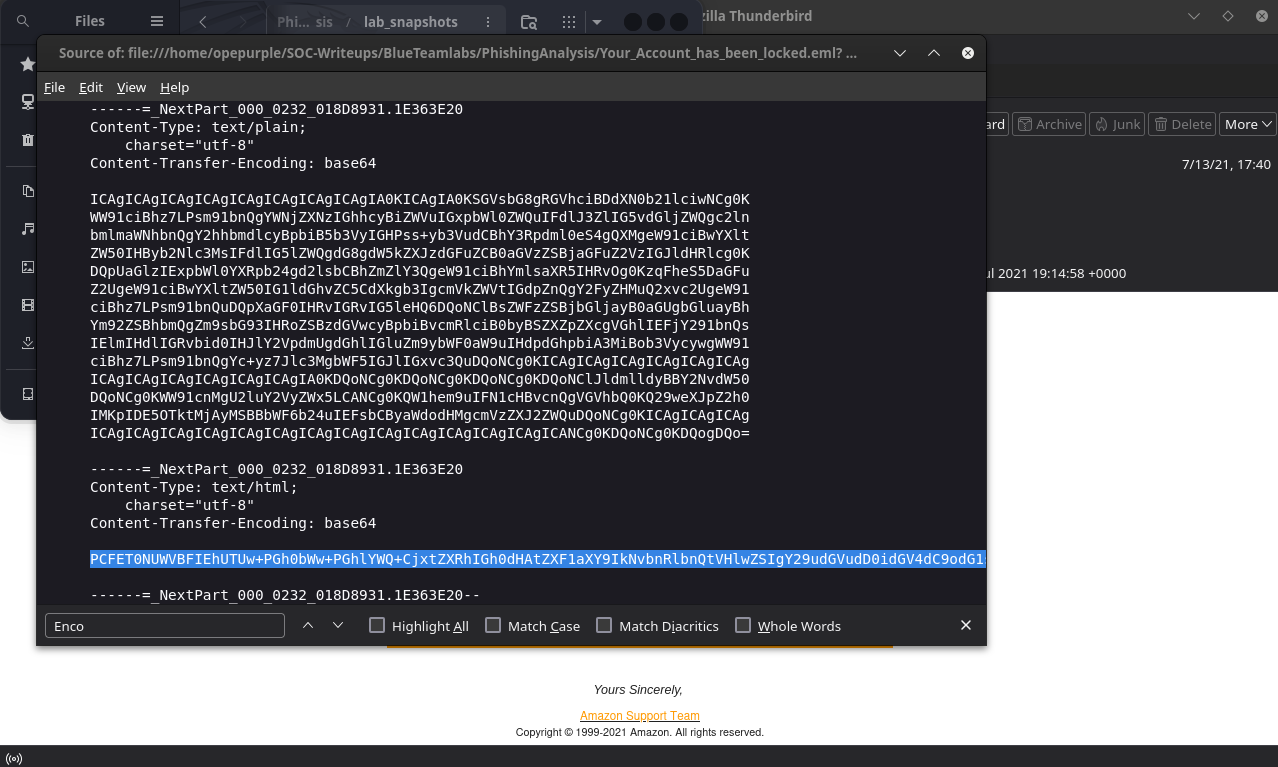 Files
Phi... sis / lab_snapshots
zilla Thunderbird
Source of: file:///home/opepurple/SOC-Writeups/BlueTeamlabs/PhishingAnalysis/Your_Account_has_been_locked.eml? ...
File Edit View Help
ard Archive Junk Delete More
7/13/21, 17:40
ul 2021 19:14:58 +0000
------=_NextPart_000_0232_018D8931.1E363E20
Content-Type: text/plain;
charset="utf-8"
Content-Transfer-Encoding: base64
ICAgICAgICAgICAgICAgICAgICAgICAgIA0KICAgIA0KSGVsbG8gRGVhciBDdXN0b21lciwNCg0K
WW91ciBhz7LPsm91bnQgYWNjZXNzIGhhcyBiZWVuIGxpbWl0ZWQuIFdlJ3ZlIG5vdGljZWQgc2ln
bmlmaWNhbnQgY2hhbmdlcyBpbiB5b3VyIGHPss+yb3VudCBhY3Rpdml0eS4gQXMgeW91ciBwYXlt
ZW50IHByb2Nlc3MsIFdlIG5lZWQgdG8gdW5kZXJzdGFuZCB0aGVzZSBjaGFuZ2VzIGJldHRlcg0K
DQpUaGlzIExpbWl0YXRpb24gd2lsbCBhZmZlY3QgeW91ciBhYmlsaXR5IHRvOg0KzqFheS5DaGFu
Z2UgeW91ciBwYXltZW50IG1ldGhvZC5CdXkgb3IgcmVkZWVtIGdpZnQgY2FyZHMuQ2xvc2UgeW91
ciBhz7LPsm91bnQuDQpXaGF0IHRvIGRvIG5leHQ6DQoNClBsZWFzZSBjbGljayB0aGUgbGluayBh
Ym92ZSBhbmQgZm9sbG93IHRoZSBzdGVwcyBpbiBvcmRlciB0byBSZXZpZXcgVGhlIEFjY291bnQs
IElmIHdlIGRvbid0IHJlY2VpdmUgdGhlIGluZm9ybWF0aW9uIHdpdGhpbiA3MiBob3VycywgWW91
ciBhz7LPsm91bnQgYc+yz7Jlc3MgbWF5IGJlIGxvc3QuDQoNCg0KICAgICAgICAgICAgICAgICAg
ICAgICAgICAgICAgICAgICAgIA0KDQoNCg0KDQoNCg0KDQoNCg0KDQoNClJldmlldyBBY2NvdW50
DQoNCg0KWW91cnMgU2luY2VyZWx5LCANCg0KQW1hem9uIFN1cHBvcnQgVGVhbQ0KQ29weXJpZ2h0
IMKpIDE5OTktMjAyMSBBbWF6b24uIEFsbCByaWdodHMgcmVzZXJ2ZWQuDQoNCg0KICAgICAgICAg
ICAgICAgICAgICAgICAgICAgICAgICAgICAgICAgICAgICAgICAgICANCg0KDQoNCg0KDQogDQo=
------=_NextPart_000_0232_018D8931.1E363E20
Content-Type: text/html;
charset="utf-8"
Content-Transfer-Encoding: base64
PCFET0NUWVBFIEhUTUw+PGh0bWw+PGhlYWQ+CjxtZXRhIGh0dHAtZXF1aXY9IkNvbnRlbnQtVHlwZSIgY29udGVudD0idGV4dC9odG1
------=_NextPart_000_0232_018D8931.1E363E20--
Enco Highlight All Match Case Match Diacritics Whole Words
Yours Sincerely,
Amazon Support Team
Copyright © 1999-2021 Amazon. All rights reserved.